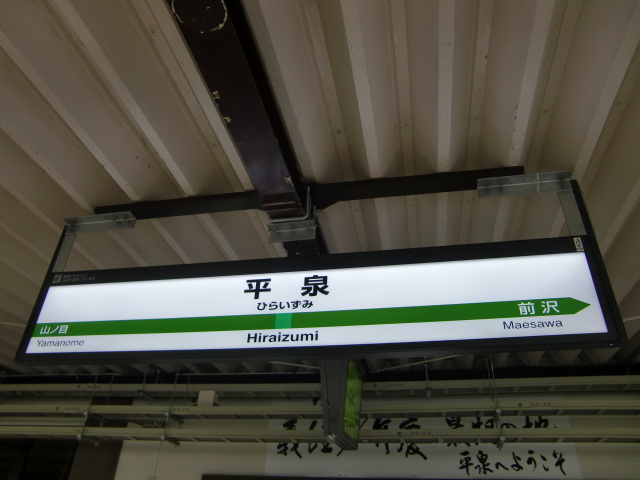 平泉
ひらいずみ
山ノ目
前沢
Yamanome
Hiraizumi
Maesawa
平泉へようこそ